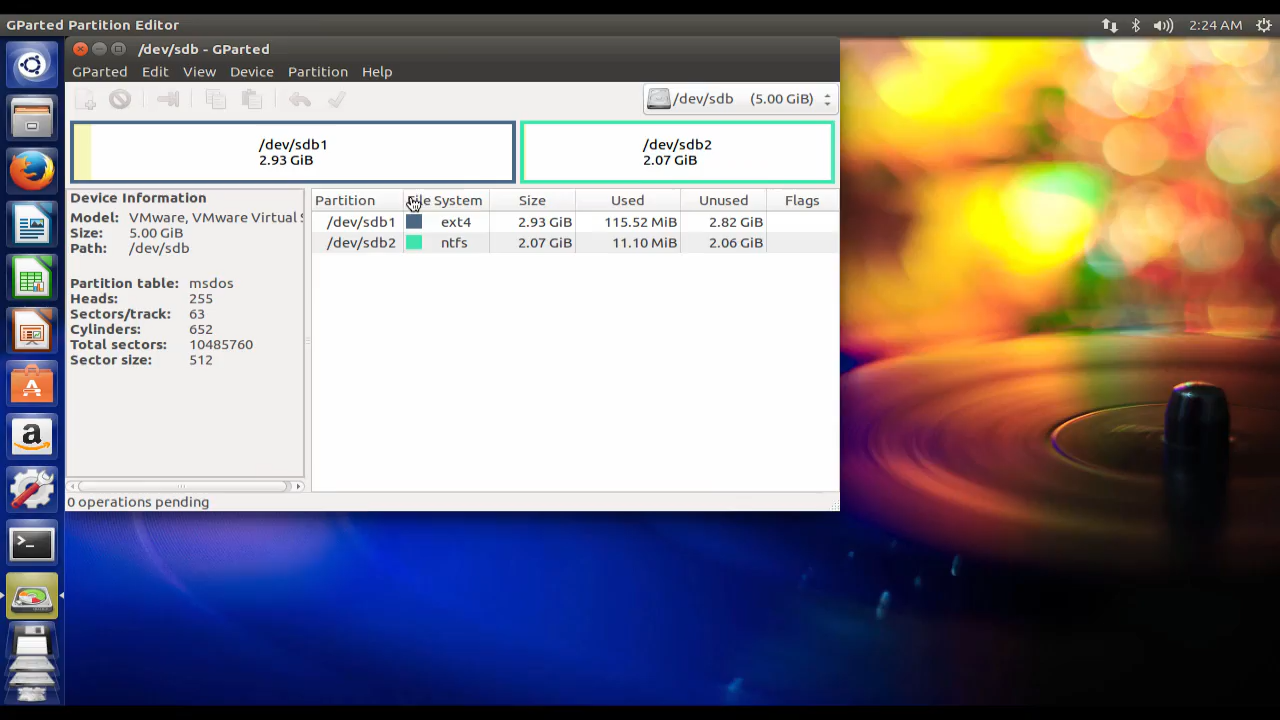 GParted Partition Editor
2:24 AM
/dev/sdb - GParted
GParted Edit View Device Partition Help
/dev/sdb (5.00 GiB)
/dev/sdb1
2.93 GiB
/dev/sdb2
2.07 GiB
Device Information
Model: VMware, VMware Virtual S
Size: 5.00 GiB
Path: /dev/sdb
Partition table: msdos
Heads: 255
Sectors/track: 63
Cylinders: 652
Total sectors: 10485760
Sector size: 512
Partition File System Size Used Unused Flags
/dev/sdb1 ext4 2.93 GiB 115.52 MiB 2.82 GiB
/dev/sdb2 ntfs 2.07 GiB 11.10 MiB 2.06 GiB
0 operations pending